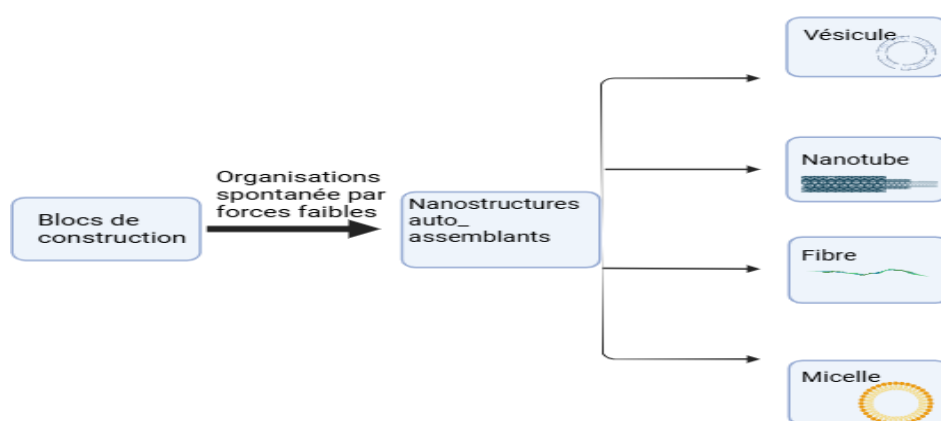 Vésicule
Organisations
spontanée par
forces faibles
Nanotube
Blocs de
construction
Nanostructures
auto_
assemblants
Fibre
Micelle